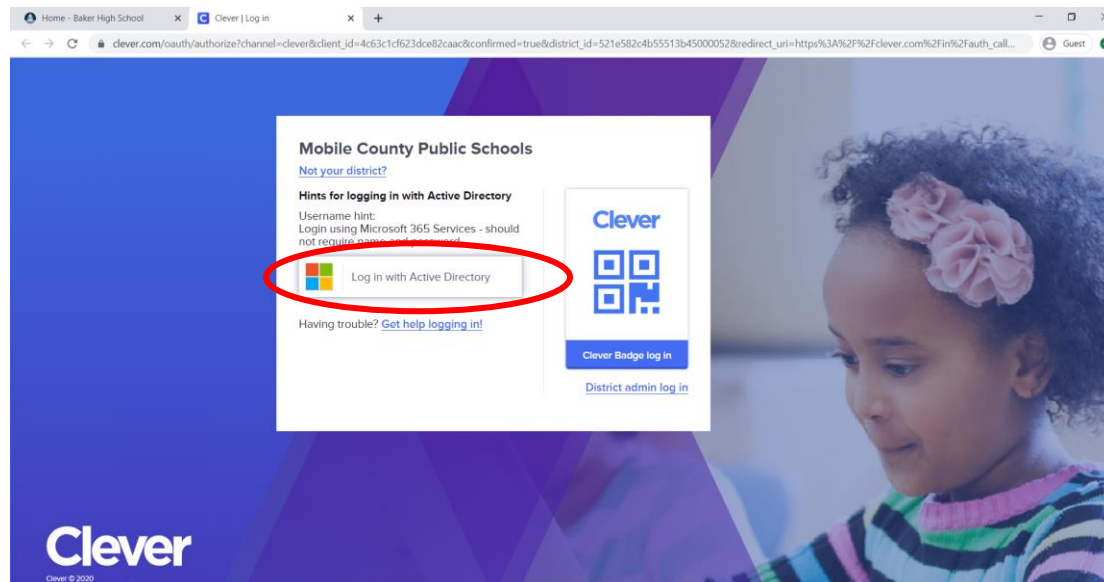 Home - Baker High School
Clever | Log in
clever.com/oauth/authorize?channel=clever&client_id=4c63c1cf623dce82caac&confirmed=true&district_id=521e582c4b55513b45000052&redirect_uri=https%3A%2F%2Fclever.com%2Fin%2Fauth_call...
Guest
Mobile County Public Schools
Not your district?
Hints for logging in with Active Directory
Username hint:
Login using Microsoft 365 Services - should
not require name and password
Log in with Active Directory
Having trouble? Get help logging in!
Clever
Clever Badge log in
District admin log in
Clever
Clever © 2020